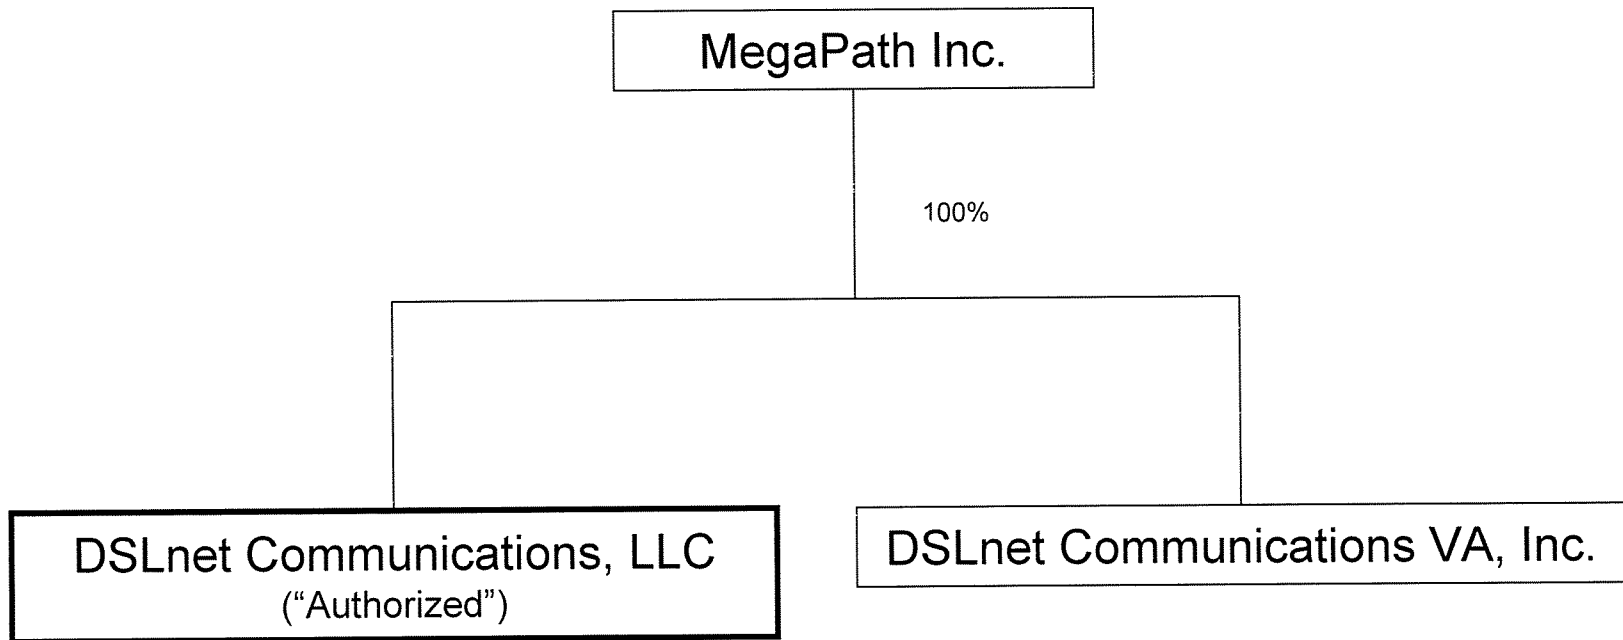 MegaPath Inc.
100%
DSLnet Communications, LLC
(“Authorized”)
DSLnet Communications VA, Inc.